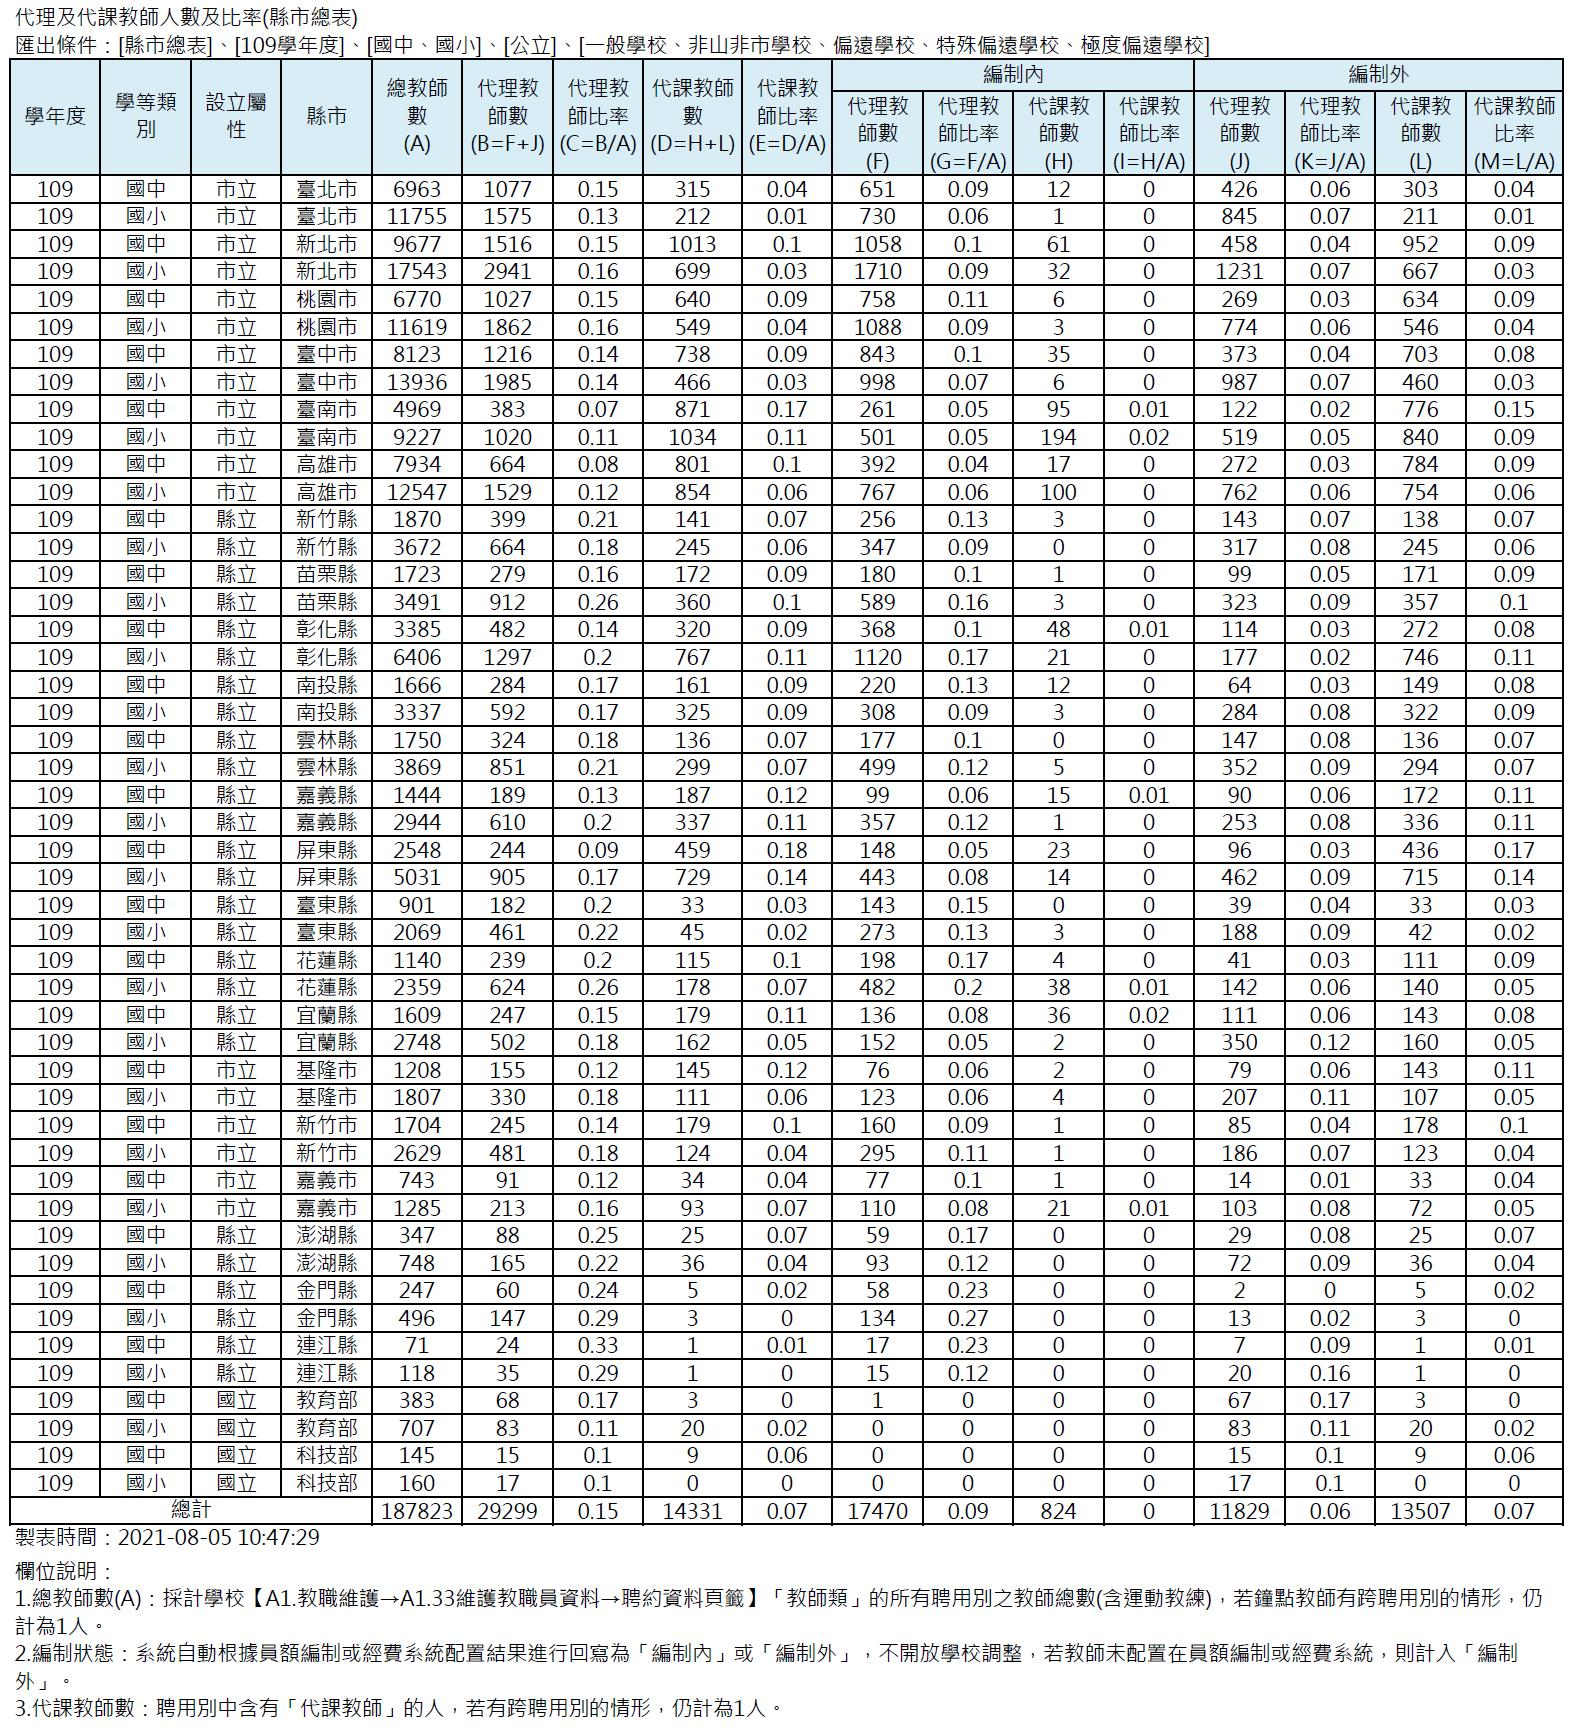 代理及代課教師人數及比率(縣市總表)
匯出條件：[縣市總表]、[109學年度]、[國中、國小]、[公立]、[一般學校、非山非市學校、偏遠學校、特殊偏遠學校、極度偏遠學校]
學年度 學等類別 設立屬性 縣市 總教師數(A) 代理教師數(B=F+J) 代理教師比率(C=B/A) 代課教師數(D=H+L) 代課教師比率(E=D/A) 編制內 編制外
代理教師數(F) 代理教師比率(G=F/A) 代課教師數(H) 代課教師比率(I=H/A) 代理教師數(J) 代理教師比率(K=J/A) 代課教師數(L) 代課教師比率(M=L/A)
109 國中 市立 臺北市 6963 1077 0.15 315 0.04 651 0.09 12 0 426 0.06 303 0.04
109 國小 市立 臺北市 11755 1575 0.13 212 0.01 730 0.06 1 0 845 0.07 211 0.01
109 國中 市立 新北市 9677 1516 0.15 1013 0.1 1058 0.1 61 0 458 0.04 952 0.09
109 國小 市立 新北市 17543 2941 0.16 699 0.03 1710 0.09 32 0 1231 0.07 667 0.03
109 國中 市立 桃園市 6770 1027 0.15 640 0.09 758 0.11 6 0 269 0.03 634 0.09
109 國小 市立 桃園市 11619 1862 0.16 549 0.04 1088 0.09 3 0 774 0.06 546 0.04
109 國中 市立 臺中市 8123 1216 0.14 738 0.09 843 0.1 35 0 373 0.04 703 0.08
109 國小 市立 臺中市 13936 1985 0.14 466 0.03 998 0.07 6 0 987 0.07 460 0.03
109 國中 市立 臺南市 4969 383 0.07 871 0.17 261 0.05 95 0.01 122 0.02 776 0.15
109 國小 市立 臺南市 9227 1020 0.11 1034 0.11 501 0.05 194 0.02 519 0.05 840 0.09
109 國中 市立 高雄市 7934 664 0.08 801 0.1 392 0.04 17 0 272 0.03 784 0.09
109 國小 市立 高雄市 12547 1529 0.12 854 0.06 767 0.06 100 0 762 0.06 754 0.06
109 國中 縣立 新竹縣 1870 399 0.21 141 0.07 256 0.13 3 0 143 0.07 138 0.07
109 國小 縣立 新竹縣 3672 664 0.18 245 0.06 347 0.09 0 0 317 0.08 245 0.06
109 國中 縣立 苗栗縣 1723 279 0.16 172 0.09 180 0.1 1 0 99 0.05 171 0.09
109 國小 縣立 苗栗縣 3491 912 0.26 360 0.1 589 0.16 3 0 323 0.09 357 0.1
109 國中 縣立 彰化縣 3385 482 0.14 320 0.09 368 0.1 48 0.01 114 0.03 272 0.08
109 國小 縣立 彰化縣 6406 1297 0.2 767 0.11 1120 0.17 21 0 177 0.02 746 0.11
109 國中 縣立 南投縣 1666 284 0.17 161 0.09 220 0.13 12 0 64 0.03 149 0.08
109 國小 縣立 南投縣 3337 592 0.17 325 0.09 308 0.09 3 0 284 0.08 322 0.09
109 國中 縣立 雲林縣 1750 324 0.18 136 0.07 177 0.1 0 0 147 0.08 136 0.07
109 國小 縣立 雲林縣 3869 851 0.21 299 0.07 499 0.12 5 0 352 0.09 294 0.07
109 國中 縣立 嘉義縣 1444 189 0.13 187 0.12 99 0.06 15 0.01 90 0.06 172 0.11
109 國小 縣立 嘉義縣 2944 610 0.2 337 0.11 357 0.12 1 0 253 0.08 336 0.11
109 國中 縣立 屏東縣 2548 244 0.09 459 0.18 148 0.05 23 0 96 0.03 436 0.17
109 國小 縣立 屏東縣 5031 905 0.17 729 0.14 443 0.08 14 0 462 0.09 715 0.14
109 國中 縣立 臺東縣 901 182 0.2 33 0.03 143 0.15 0 0 39 0.04 33 0.03
109 國小 縣立 臺東縣 2069 461 0.22 45 0.02 273 0.13 3 0 188 0.09 42 0.02
109 國中 縣立 花蓮縣 1140 239 0.2 115 0.1 198 0.17 4 0 41 0.03 111 0.09
109 國小 縣立 花蓮縣 2359 624 0.26 178 0.07 482 0.2 38 0.01 142 0.06 140 0.05
109 國中 縣立 宜蘭縣 1609 247 0.15 179 0.11 136 0.08 36 0.02 111 0.06 143 0.08
109 國小 縣立 宜蘭縣 2748 502 0.18 162 0.05 152 0.05 2 0 350 0.12 160 0.05
109 國中 市立 基隆市 1208 155 0.12 145 0.12 76 0.06 2 0 79 0.06 143 0.11
109 國小 市立 基隆市 1807 330 0.18 111 0.06 123 0.06 4 0 207 0.11 107 0.05
109 國中 市立 新竹市 1704 245 0.14 179 0.1 160 0.09 1 0 85 0.04 178 0.1
109 國小 市立 新竹市 2629 481 0.18 124 0.04 295 0.11 1 0 186 0.07 123 0.04
109 國中 市立 嘉義市 743 91 0.12 34 0.04 77 0.1 1 0 14 0.01 33 0.04
109 國小 市立 嘉義市 1285 213 0.16 93 0.07 110 0.08 21 0.01 103 0.08 72 0.05
109 國中 縣立 澎湖縣 347 88 0.25 25 0.07 59 0.17 0 0 29 0.08 25 0.07
109 國小 縣立 澎湖縣 748 165 0.22 36 0.04 93 0.12 0 0 72 0.09 36 0.04
109 國中 縣立 金門縣 247 60 0.24 5 0.02 58 0.23 0 0 2 0 5 0.02
109 國小 縣立 金門縣 496 147 0.29 3 0 134 0.27 0 0 13 0.02 3 0
109 國中 縣立 連江縣 71 24 0.33 1 0.01 17 0.23 0 0 7 0.09 1 0.01
109 國小 縣立 連江縣 118 35 0.29 1 0 15 0.12 0 0 20 0.16 1 0
109 國中 國立 教育部 383 68 0.17 3 0 1 0 0 0 67 0.17 3 0
109 國小 國立 教育部 707 83 0.11 20 0.02 0 0 0 0 83 0.11 20 0.02
109 國中 國立 科技部 145 15 0.1 9 0.06 0 0 0 0 15 0.1 9 0.06
109 國小 國立 科技部 160 17 0.1 0 0 0 0 0 0 17 0.1 0 0
總計 187823 29299 0.15 14331 0.07 17470 0.09 824 0 11829 0.06 13507 0.07
製表時間：2021-08-05 10:47:29
欄位說明：
1.總教師數(A)：採計學校【A1.教職維護→A1.33維護教職員資料→聘約資料頁籤】「教師類」的所有聘用別之教師總數(含運動教練)，若鐘點教師有跨聘用別的情形，仍
計為1人。
2.編制狀態：系統自動根據員額編制或經費系統配置結果進行回寫為「編制內」或「編制外」，不開放學校調整，若教師未配置在員額編制或經費系統，則計入「編制
外」。
3.代課教師數：聘用別中含有「代課教師」的人，若有跨聘用別的情形，仍計為1人。